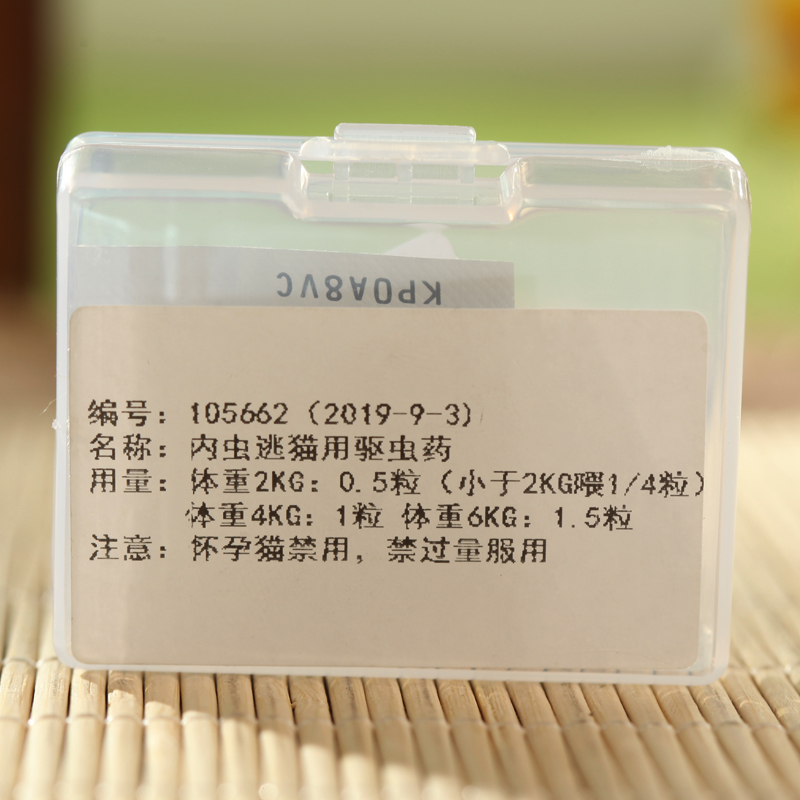 KP0A8VC
编号：105662（2019-9-3）
名称：内虫逃猫用驱虫药
用量：体重2KG：0.5粒（小于2KG喂1/4粒）
体重4KG：1粒 体重6KG：1.5粒
注意：怀孕猫禁用，禁过量服用